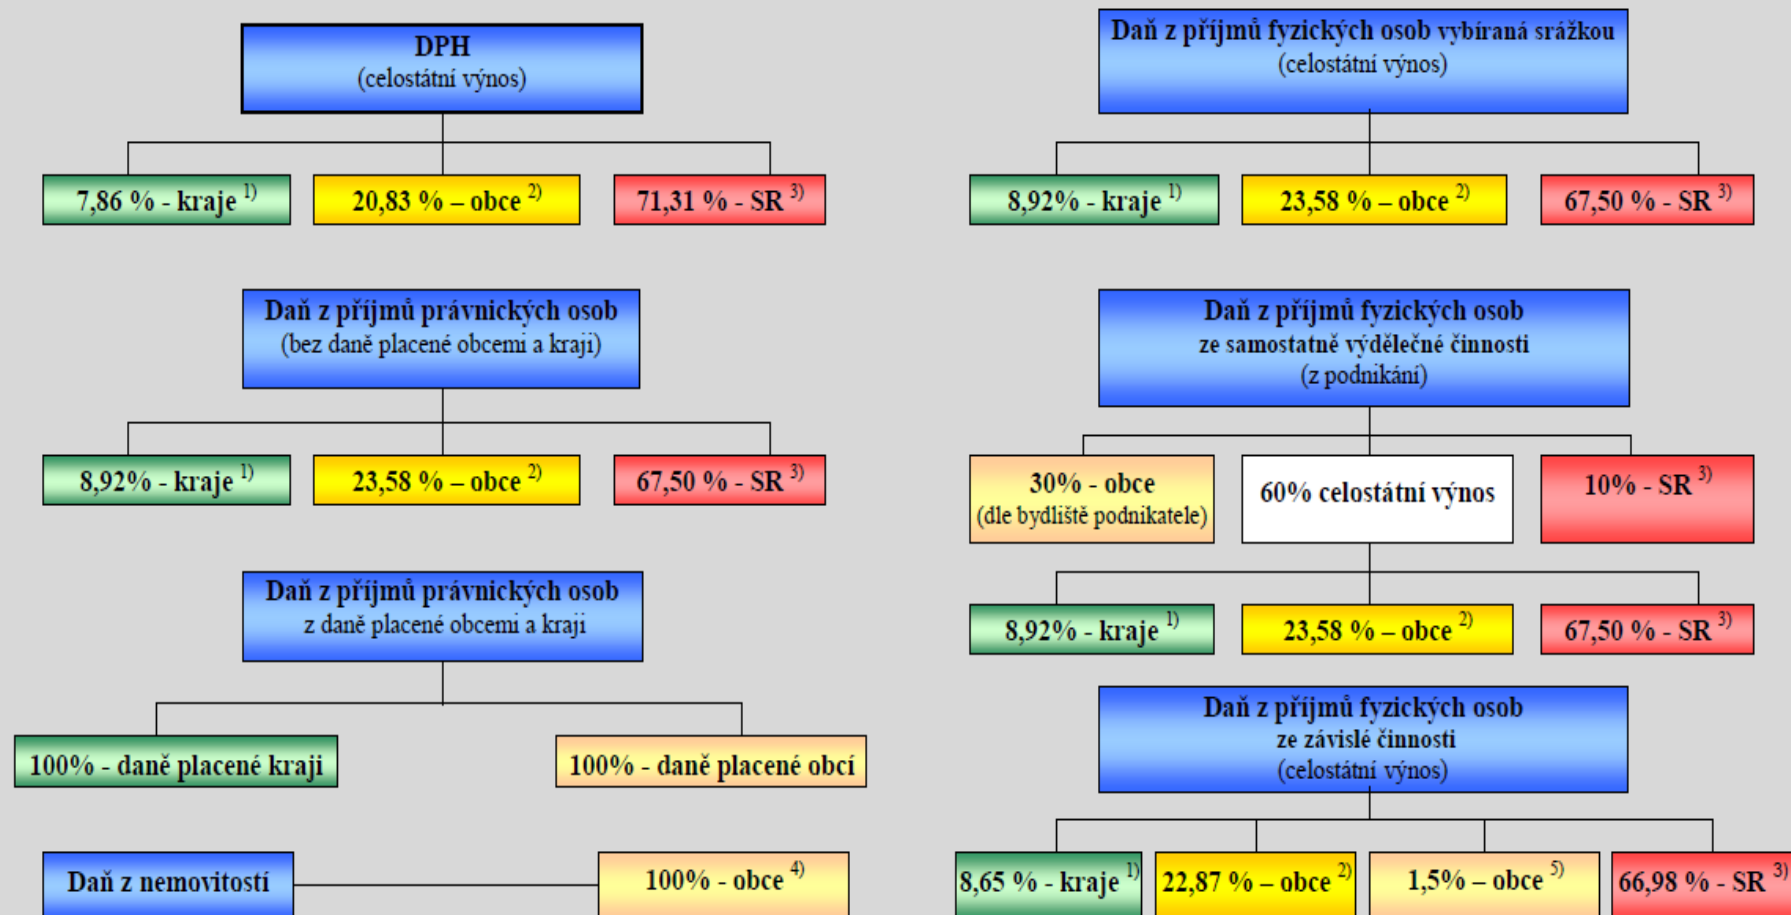 DPH
(celostátní výnos)
7,86 % - kraje 1)
20,83 % – obce 2)
71,31 % - SR 3)
Daň z příjmů právnických osob
(bez daně placené obcemi a kraji)
8,92% - kraje 1)
23,58 % – obce 2)
67,50 % - SR 3)
Daň z příjmů právnických osob
z daně placené obcemi a kraji
100% - daně placené kraji
100% - daně placené obcí
Daň z nemovitostí
100% - obce 4)
Daň z příjmů fyzických osob vybíraná srážkou
(celostátní výnos)
8,92% - kraje 1)
23,58 % – obce 2)
67,50 % - SR 3)
Daň z příjmů fyzických osob
ze samostatně výdělečné činnosti
(z podnikání)
30% - obce
(dle bydliště podnikatele)
60% celostátní výnos
10% - SR 3)
8,92% - kraje 1)
23,58 % – obce 2)
67,50 % - SR 3)
Daň z příjmů fyzických osob
ze závislé činnosti
(celostátní výnos)
8,65 % - kraje 1)
22,87 % – obce 2)
1,5% – obce 5)
66,98 % - SR 3)